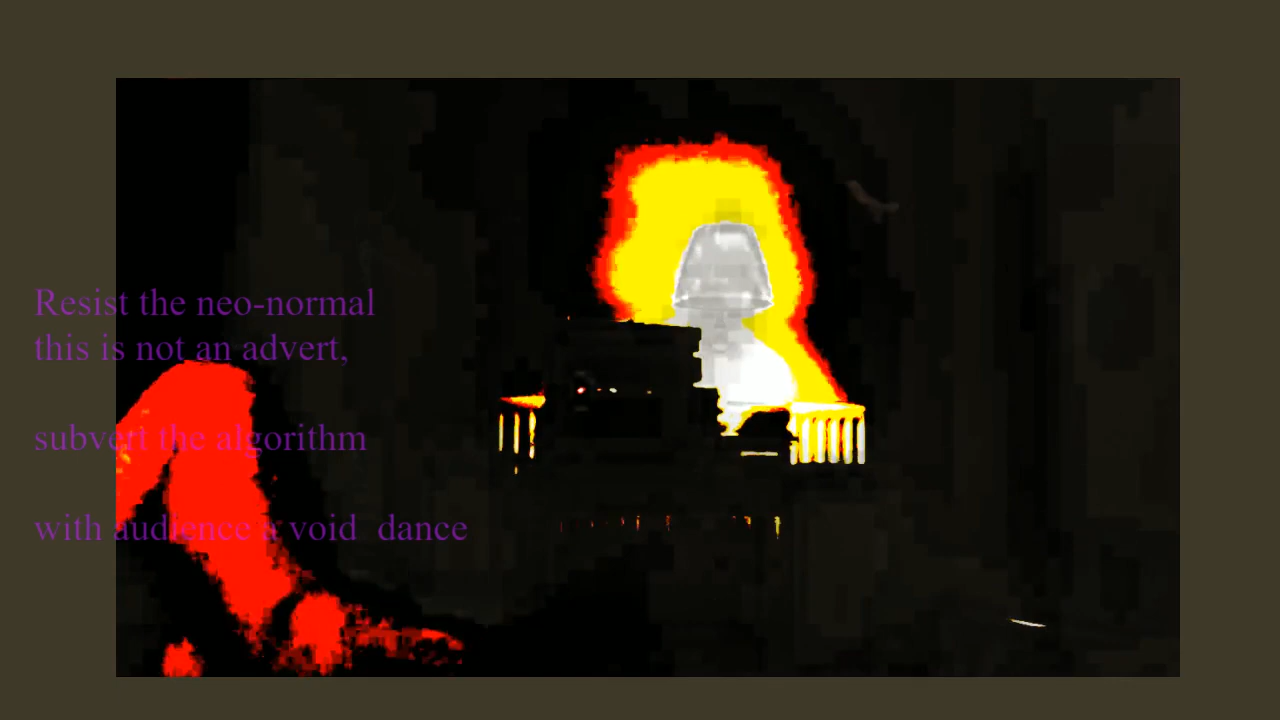 Resist the neo-normal
this is not an advert,
subvert the algorithm
with audience a void  dance